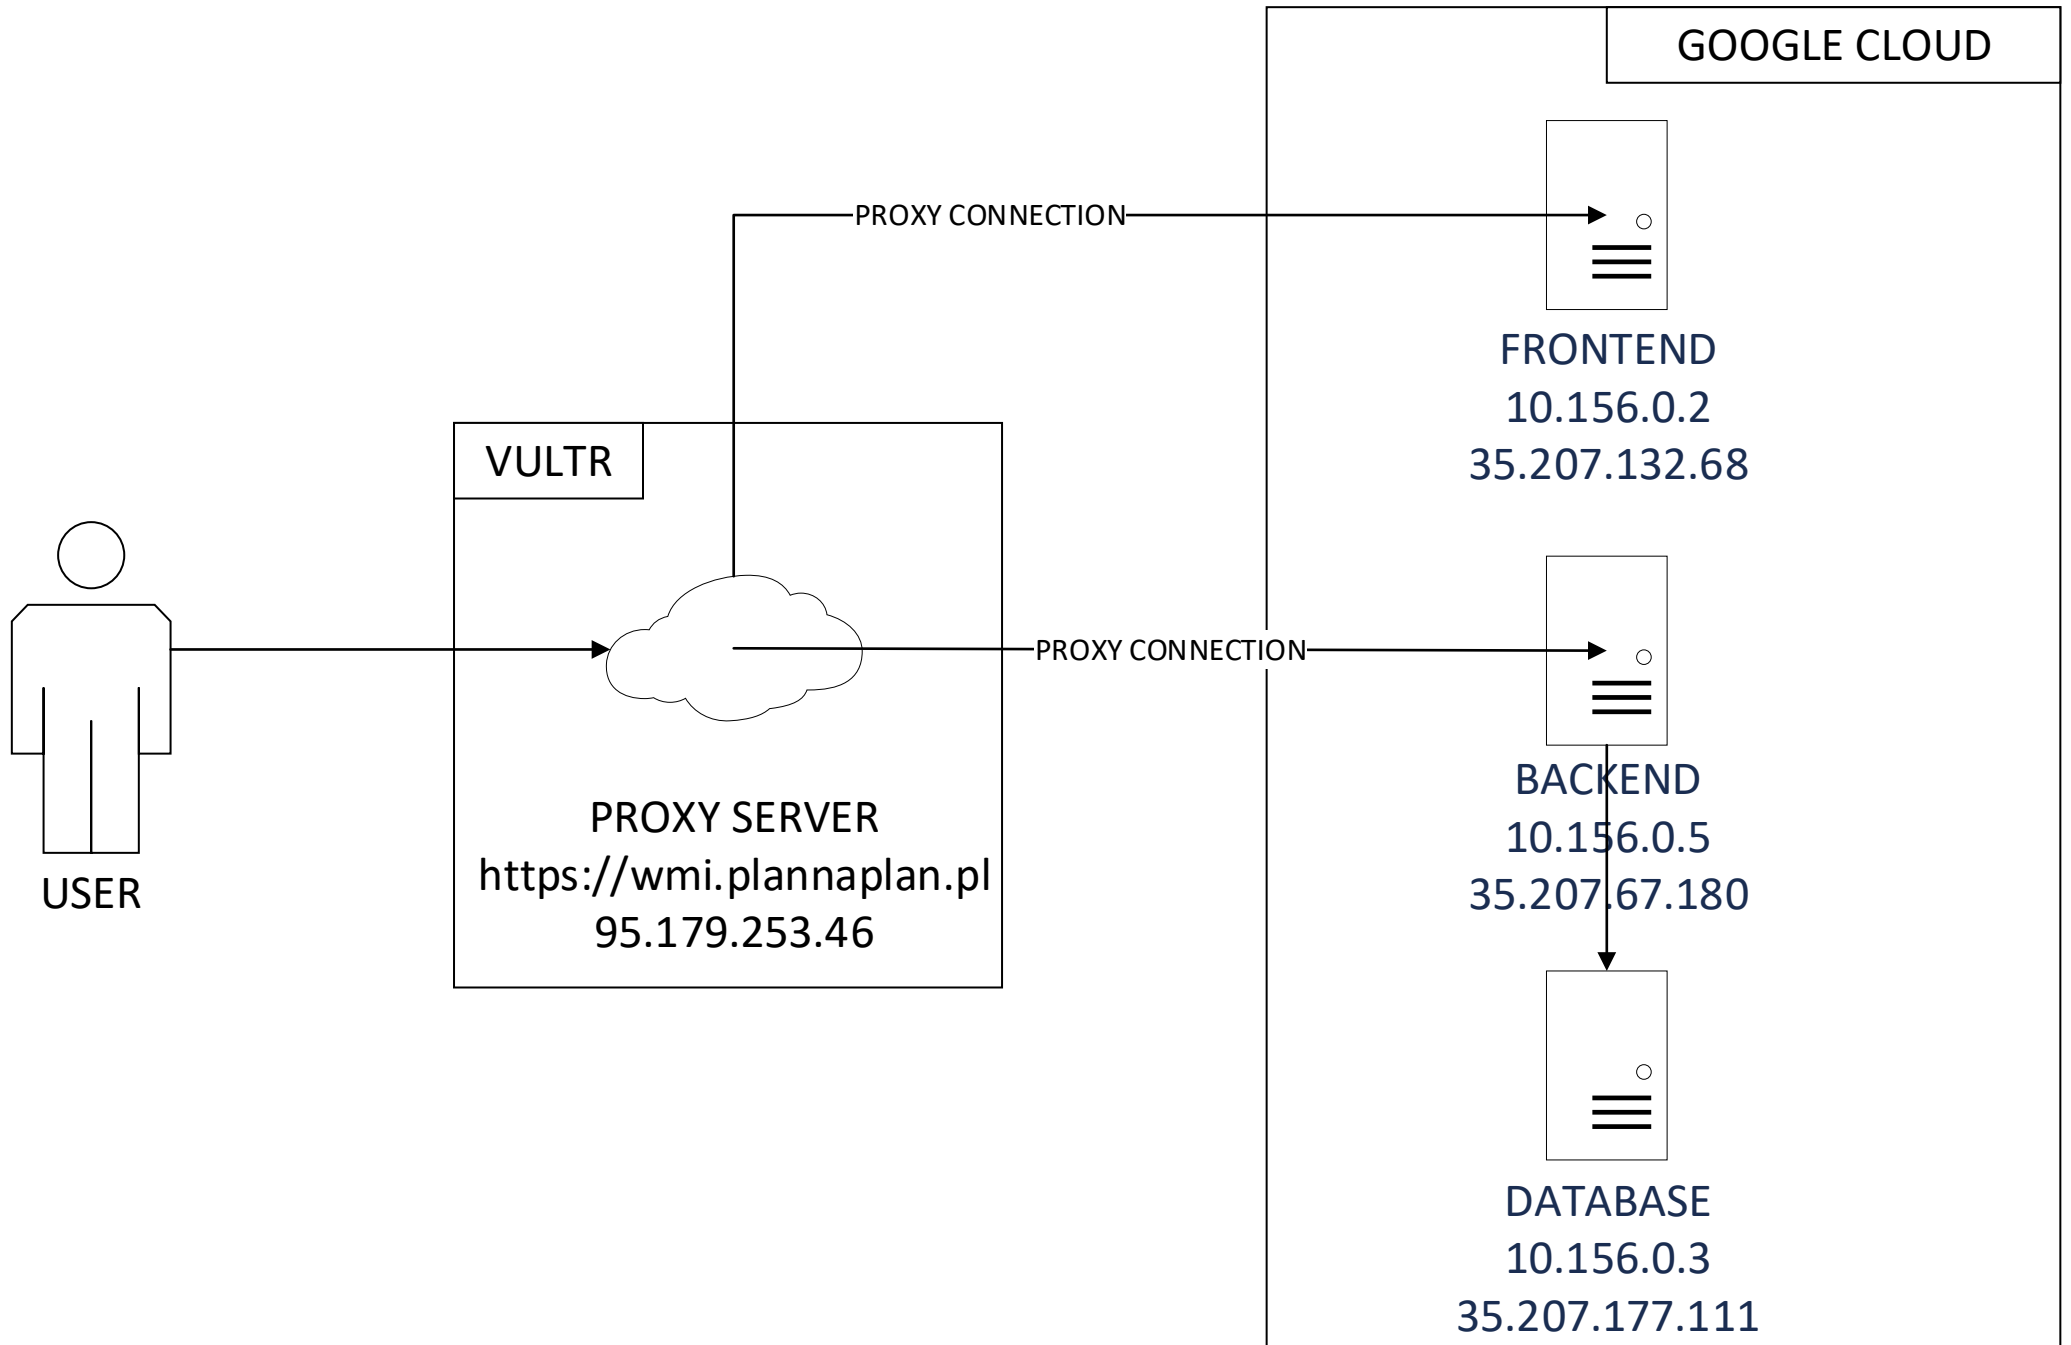 GOOGLE CLOUD
PROXY CONNECTION
FRONTEND
10.156.0.2
35.207.132.68
VULTR
PROXY CONNECTION
PROXY SERVER
https://wmi.plannaplan.pl
95.179.253.46
USER
BACKEND
10.156.0.5
35.207.67.180
DATABASE
10.156.0.3
35.207.177.111